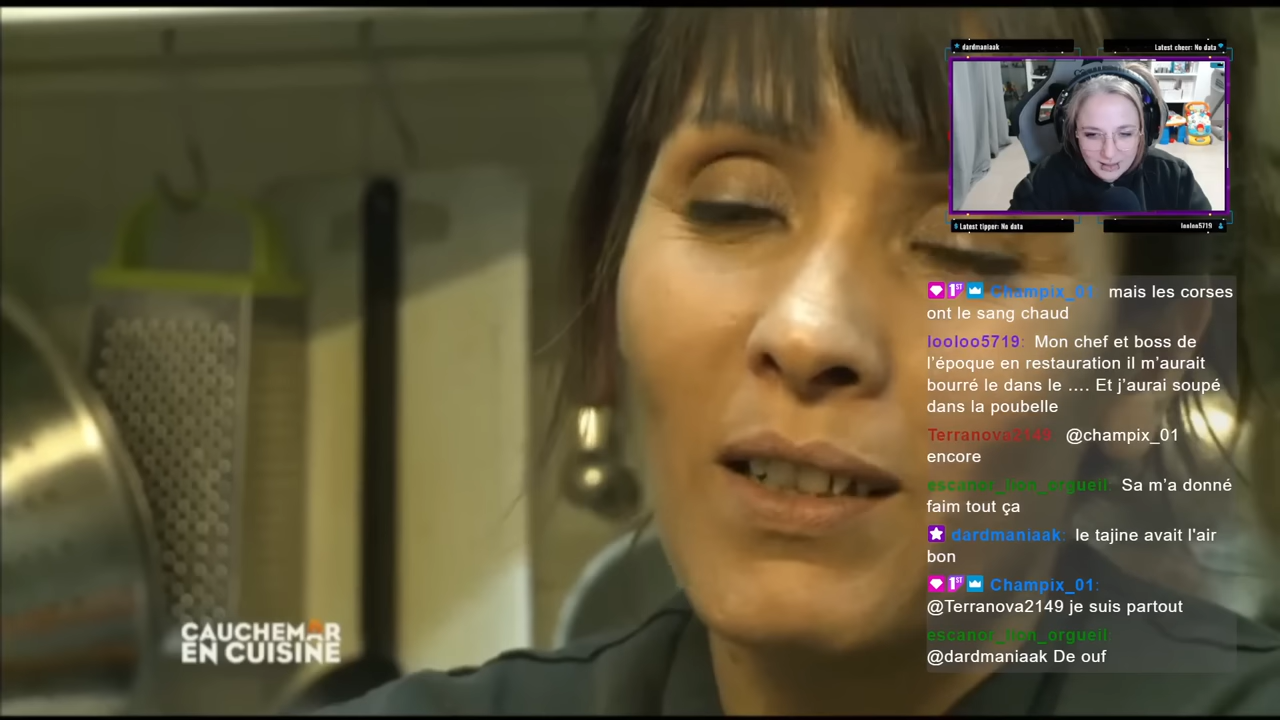 dardmaniaak
Latest cheer: No data
Latest tipper: No data
looloo5719
Champix_01: mais les corses
ont le sang chaud
looloo5719: Mon chef et boss de
l'époque en restauration il m'aurait
bourré le dans le .... Et j'aurai soupé
dans la poubelle
Terranova2149: @champix_01
encore
escanor_lion_orgueil: Sa m'a donné
faim tout ça
dardmaniaak: le tajine avait l'air
bon
Champix_01:
@Terranova2149 je suis partout
escanor_lion_orgueil:
@dardmaniaak De ouf
CAUCHEMAR
EN CUISINE